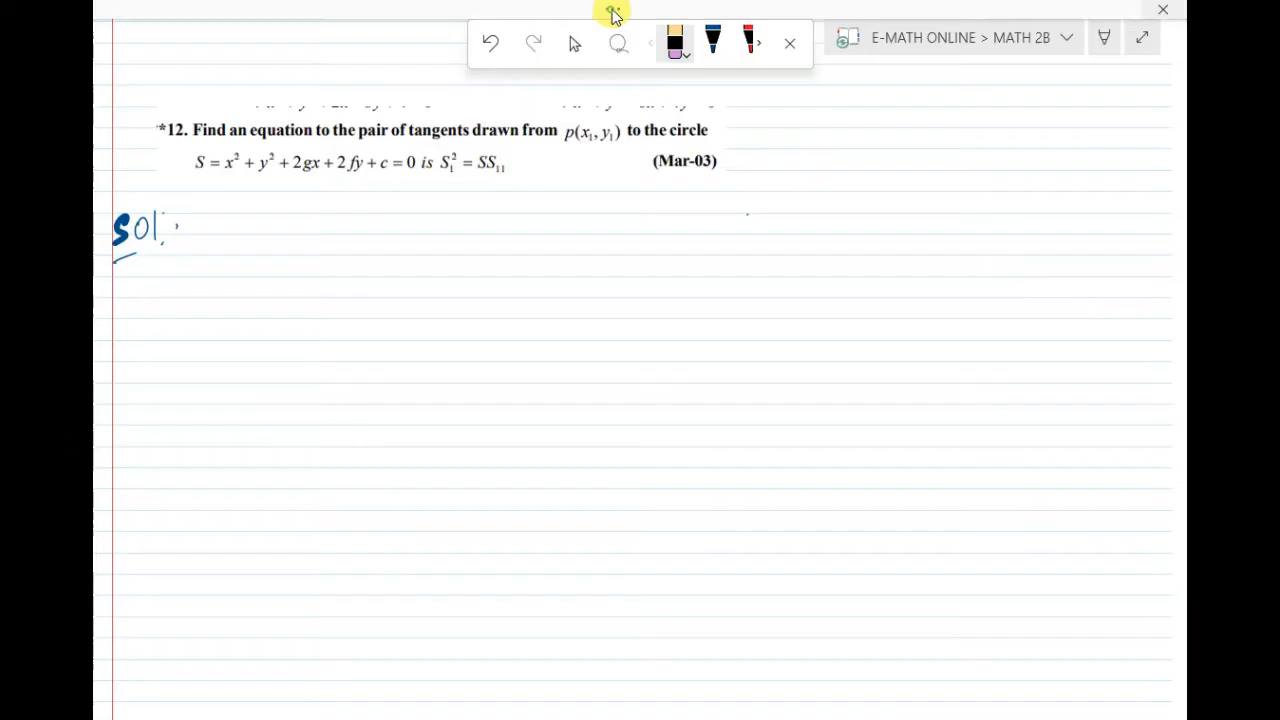 E-MATH ONLINE > MATH 2B
*12. Find an equation to the pair of tangents drawn from p(x₁, y₁) to the circle
S = x² + y² + 2gx + 2fy + c = 0 is S₁² = SS₁₁ (Mar-03)
Sol: